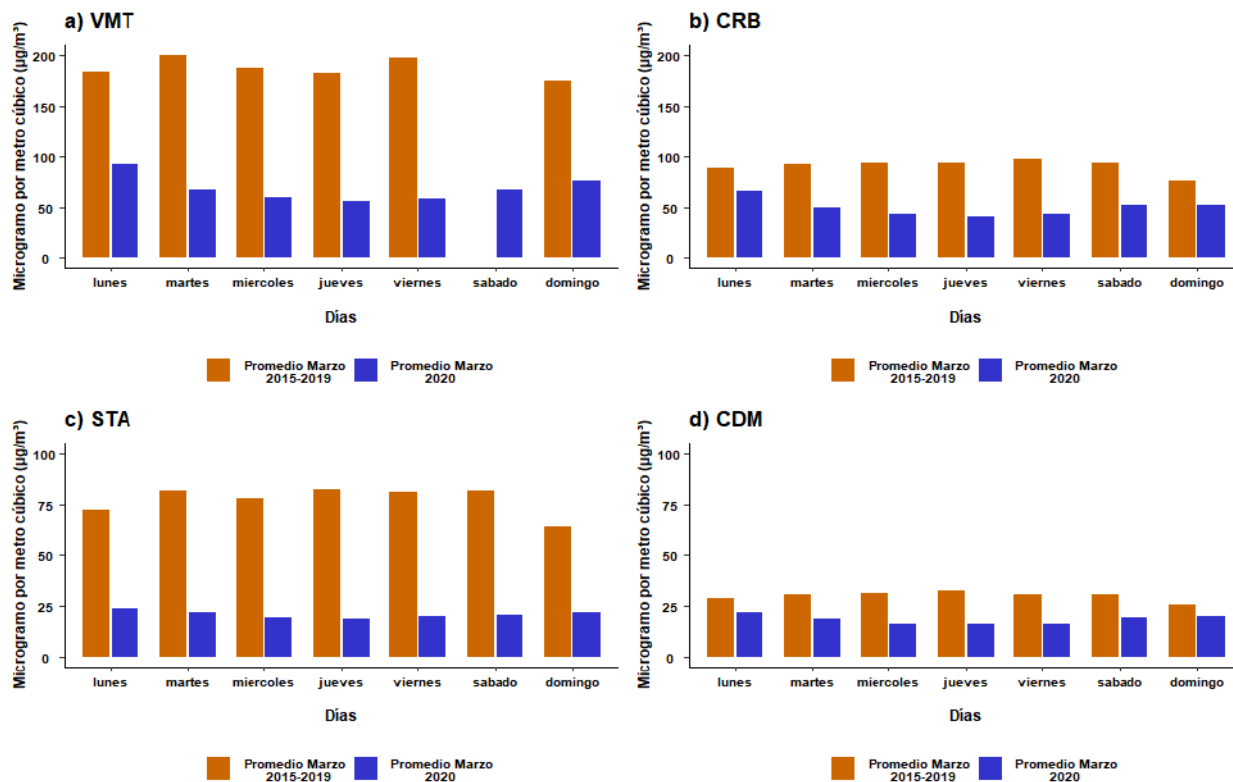 a) VMT
Microgramo por metro cúbico (µg/m³)
200
150
100
50
0
lunes martes miercoles jueves viernes sabado domingo
Días
Promedio Marzo
2015-2019
Promedio Marzo
2020
b) CRB
Microgramo por metro cúbico (µg/m³)
200
150
100
50
0
lunes martes miercoles jueves viernes sabado domingo
Días
Promedio Marzo
2015-2019
Promedio Marzo
2020
c) STA
Microgramo por metro cúbico (µg/m³)
100
75
50
25
0
lunes martes miercoles jueves viernes sabado domingo
Días
Promedio Marzo
2015-2019
Promedio Marzo
2020
d) CDM
Microgramo por metro cúbico (µg/m³)
100
75
50
25
0
lunes martes miercoles jueves viernes sabado domingo
Días
Promedio Marzo
2015-2019
Promedio Marzo
2020